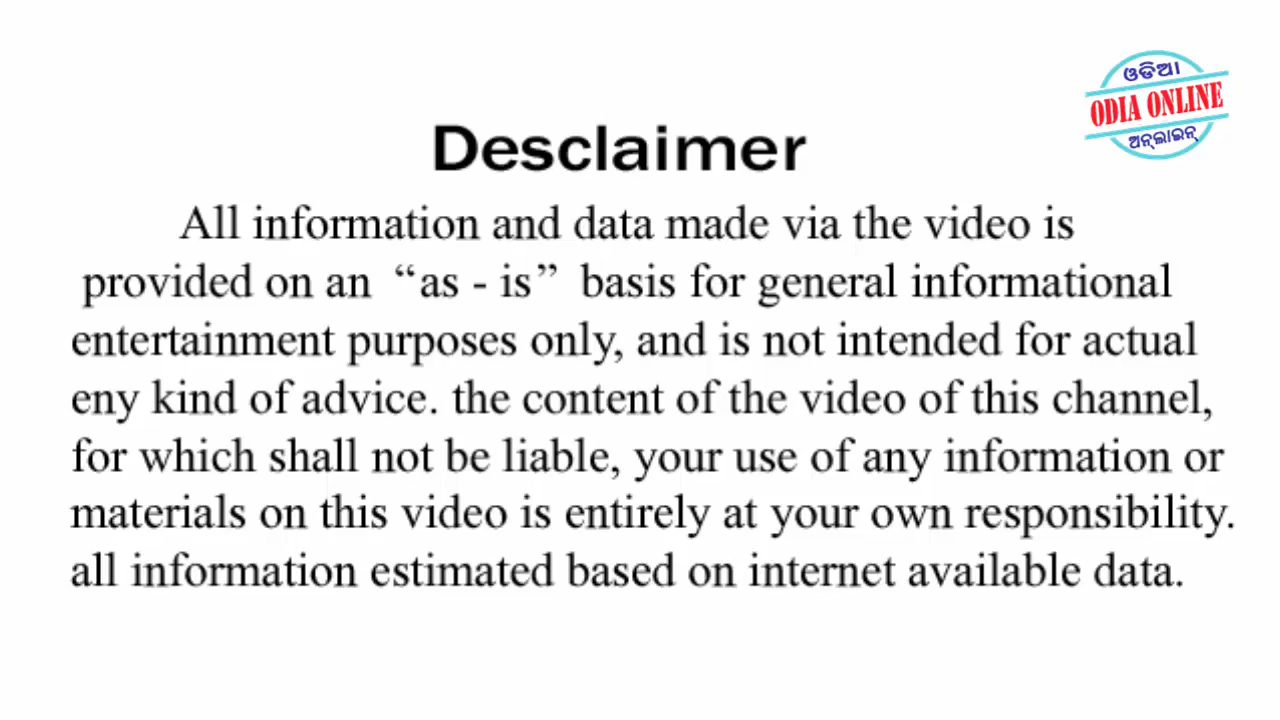 ଓଡିଆ
ODIA ONLINE
ଅନ୍‌ଲାଇନ୍
Desclaimer
All information and data made via the video is
provided on an “as - is” basis for general informational
entertainment purposes only, and is not intended for actual
eny kind of advice. the content of the video of this channel,
for which shall not be liable, your use of any information or
materials on this video is entirely at your own responsibility.
all information estimated based on internet available data.